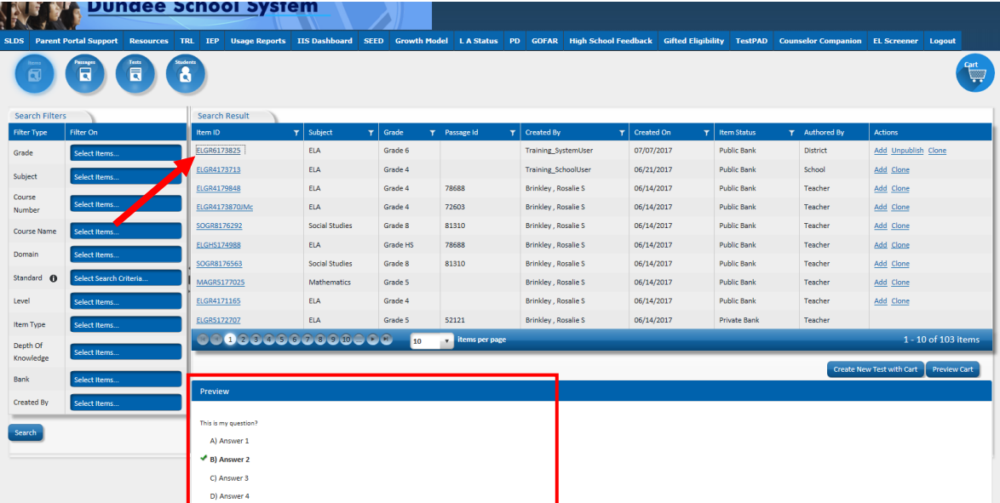 Dundee School System
SLDS Parent Portal Support Resources TRL IEP Usage Reports IIS Dashboard SEED Growth Model L A Status PD GOFAR High School Feedback Gifted Eligibility TestPAD Counselor Companion EL Screener Logout
Items Passages Tests Students Cart
Search Filters
Filter Type Filter On
Grade Select Items...
Subject Select Items...
Course Number Select Items...
Course Name Select Items...
Domain Select Items...
Standard Select Search Criteria...
Level Select Items...
Item Type Select Items...
Depth Of Knowledge Select Items...
Bank Select Items...
Created By Select Items...
Search
Search Result
Item ID Subject Grade Passage Id Created By Created On Item Status Authored By Actions
ELGR6173825 ELA Grade 6 Training_SystemUser 07/07/2017 Public Bank District Add Unpublish Clone
ELGR4173713 ELA Grade 4 Training_SchoolUser 06/21/2017 Public Bank School Add Clone
ELGR4179848 ELA Grade 4 78688 Brinkley , Rosalie S 06/14/2017 Public Bank Teacher Add Clone
ELGR4173870JMc ELA Grade 4 72603 Brinkley , Rosalie S 06/14/2017 Public Bank Teacher Add Clone
SOGR8176292 Social Studies Grade 8 81310 Brinkley , Rosalie S 06/14/2017 Public Bank Teacher Add Clone
ELGHS174988 ELA Grade HS 78688 Brinkley , Rosalie S 06/14/2017 Public Bank Teacher Add Clone
SOGR8176563 Social Studies Grade 8 81310 Brinkley , Rosalie S 06/14/2017 Public Bank Teacher Add Clone
MAGR5177025 Mathematics Grade 5 Brinkley , Rosalie S 06/14/2017 Public Bank Teacher Add Clone
ELGR4171165 ELA Grade 4 Brinkley , Rosalie S 06/14/2017 Public Bank Teacher Add Clone
ELGR5172707 ELA Grade 5 52121 Brinkley , Rosalie S 06/14/2017 Private Bank Teacher
1 2 3 4 5 6 7 8 9 10 ... 10 items per page 1 - 10 of 103 items
Create New Test with Cart Preview Cart
Preview
This is my question?
A) Answer 1
B) Answer 2
C) Answer 3
D) Answer 4